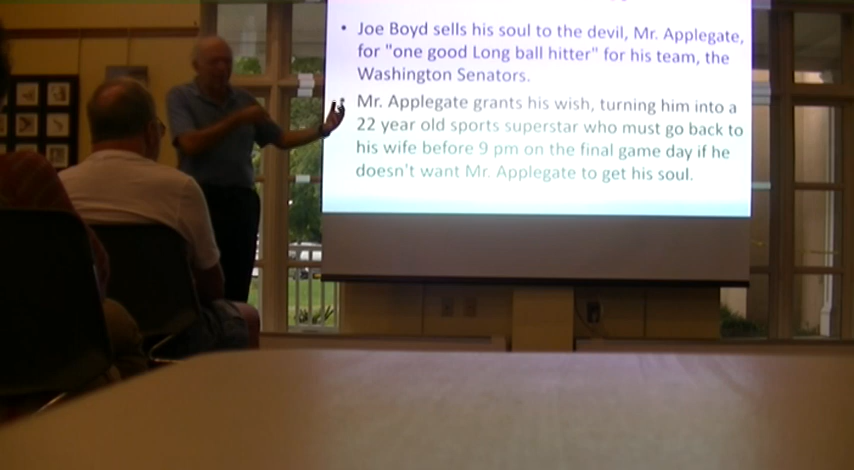 • Joe Boyd sells his soul to the devil, Mr. Applegate,
for "one good Long ball hitter" for his team, the
Washington Senators.
Mr. Applegate grants his wish, turning him into a
22 year old sports superstar who must go back to
his wife before 9 pm on the final game day if he
doesn't want Mr. Applegate to get his soul.